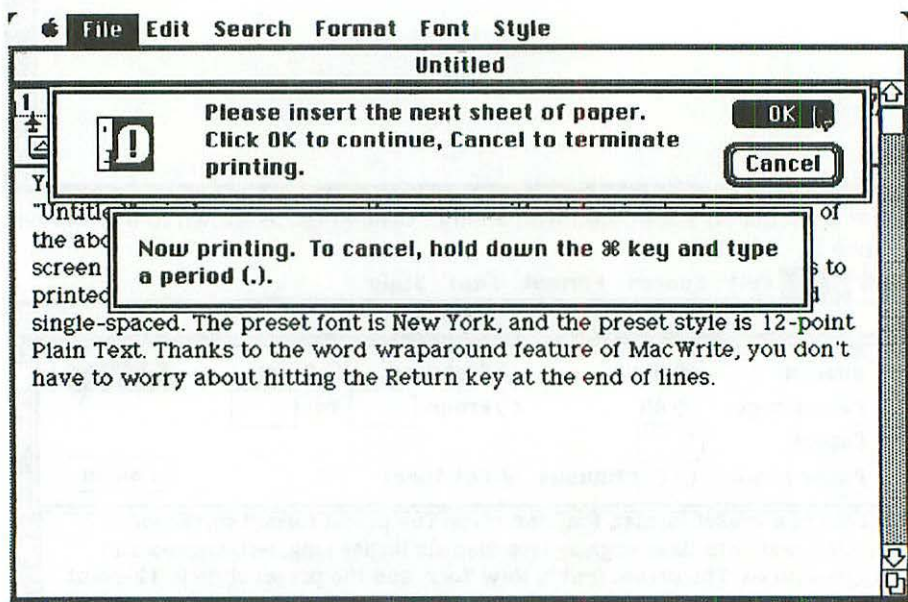 File Edit Search Format Font Style
Untitled
1
Please insert the next sheet of paper.
Click OK to continue, Cancel to terminate
printing.
OK
Cancel
"Untitle of
the abo
Now printing. To cancel, hold down the ⌘ key and type
a period (.).
screen s to
printed
single-spaced. The preset font is New York, and the preset style is 12-point
Plain Text. Thanks to the word wraparound feature of MacWrite, you don't
have to worry about hitting the Return key at the end of lines.